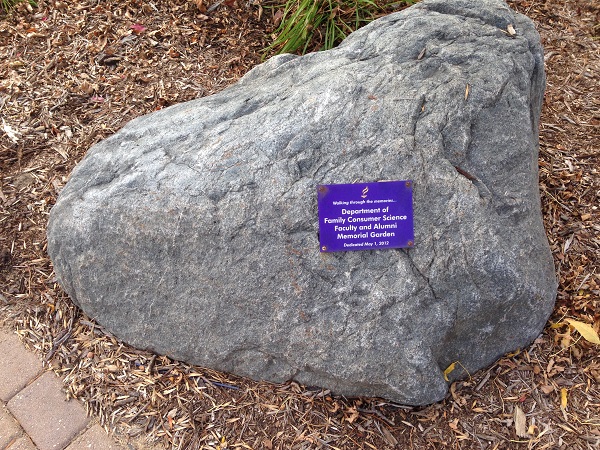 Walking through the memories...
Department of
Family Consumer Science
Faculty and Alumni
Memorial Garden
Dedicated May 1, 2012